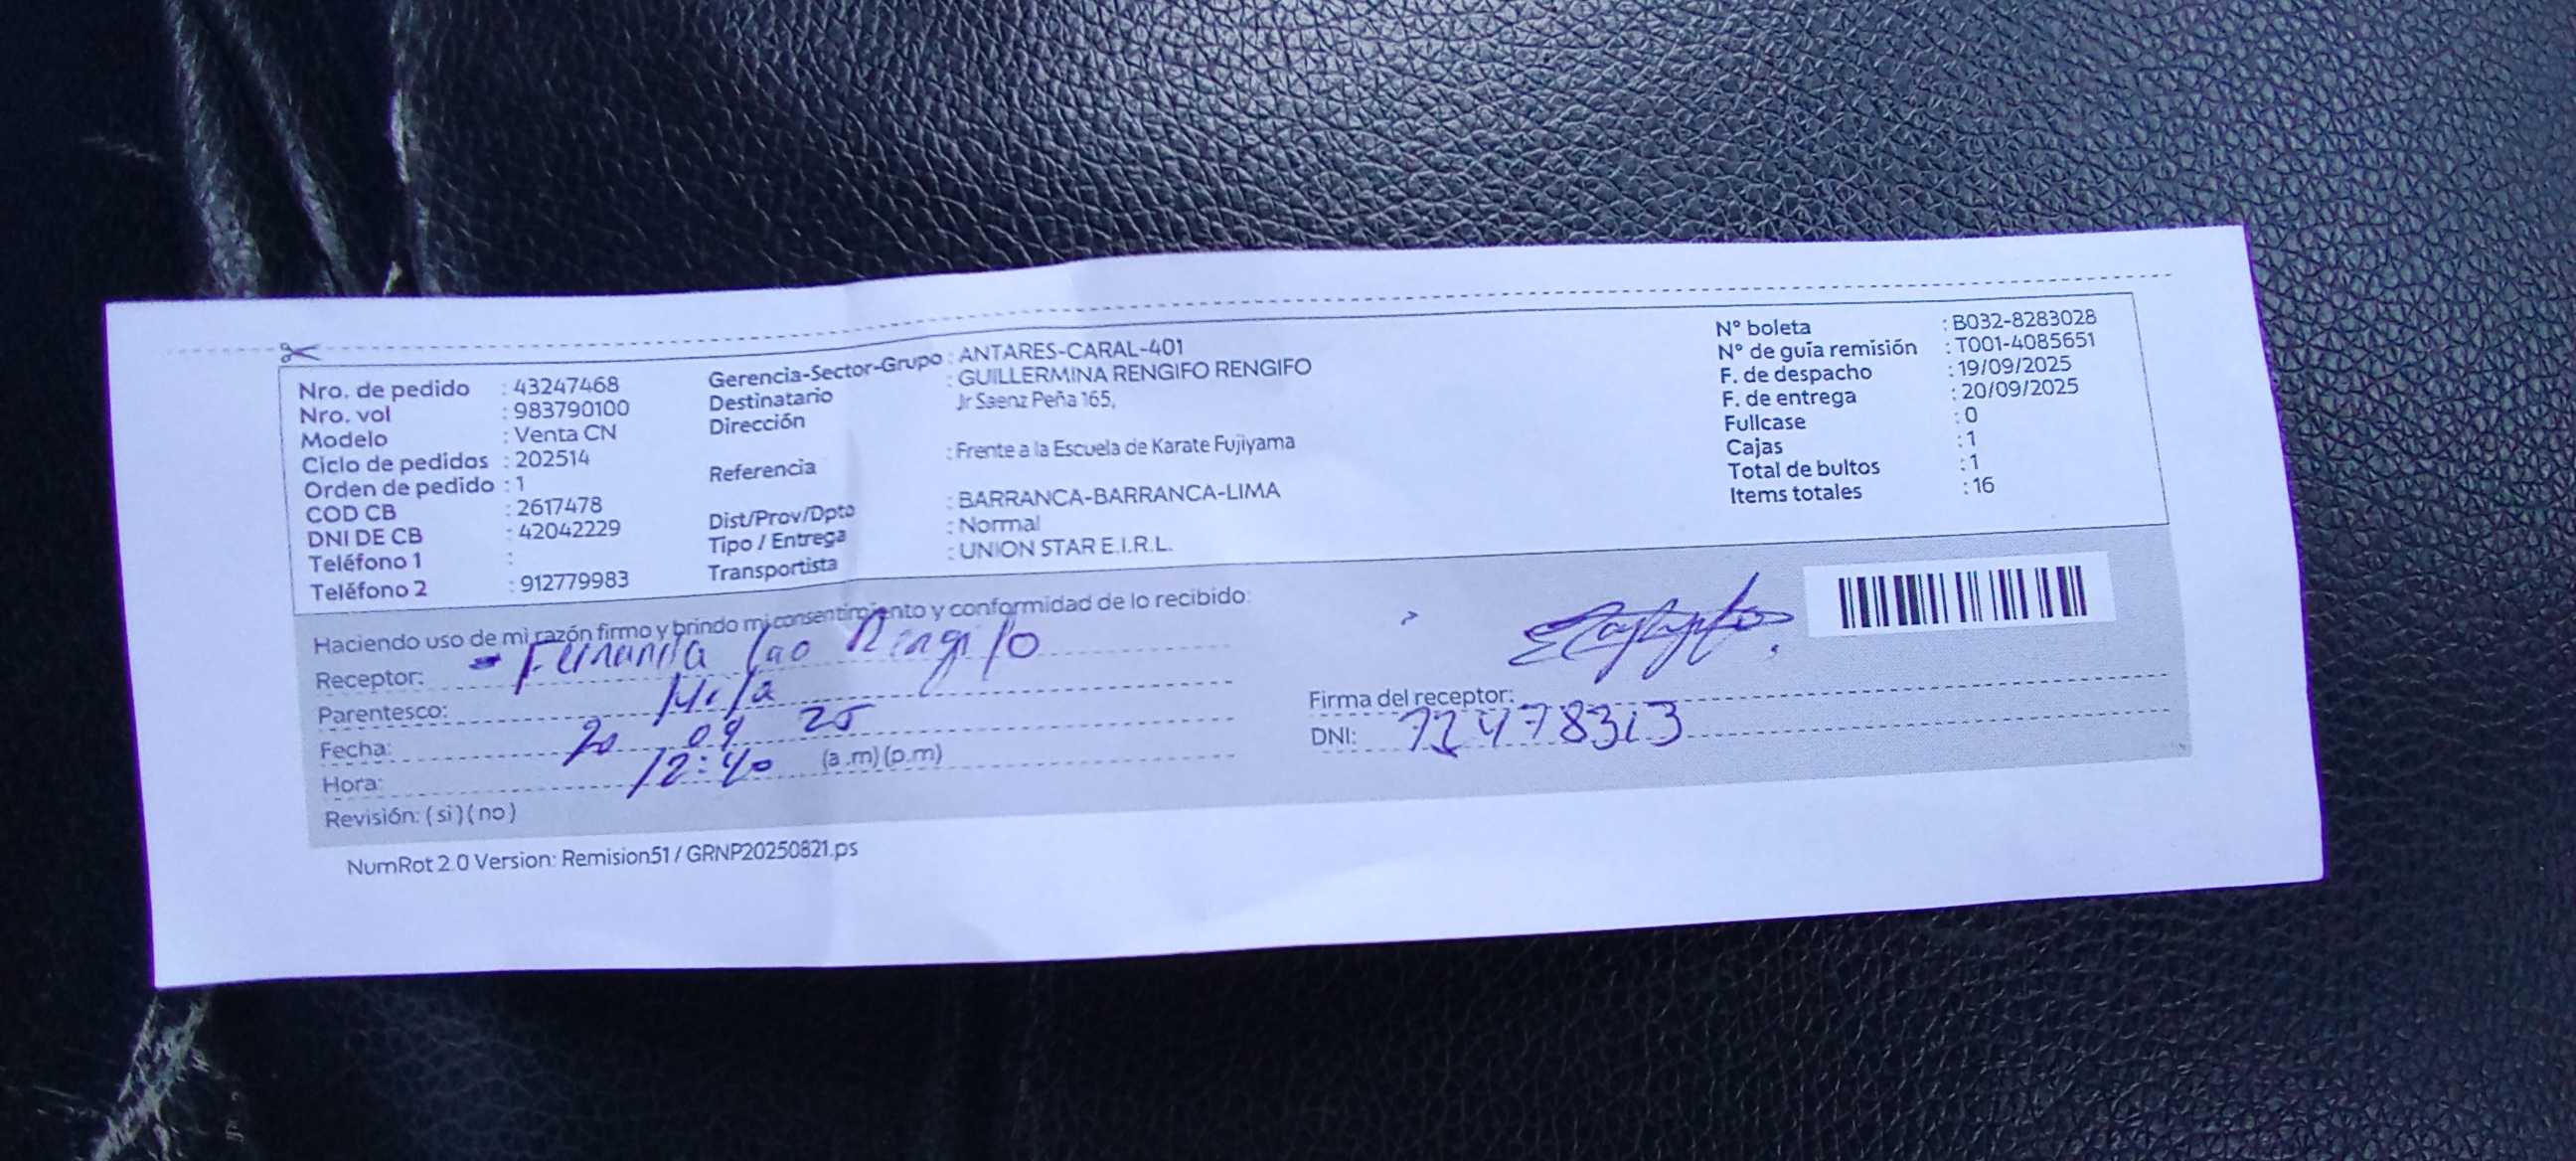 Nro. de pedido : 43247468
Nro. vol : 983790100
Modelo : Venta CN
Ciclo de pedidos : 202514
Orden de pedido : 1
COD CB : 2617478
DNI DE CB : 42042229
Teléfono 1 :
Teléfono 2 : 912779983
Gerencia-Sector-Grupo : ANTARES-CARAL-401
Destinatario : GUILLERMINA RENGIFO RENGIFO
Dirección Jr Saenz Peña 165,
Referencia : Frente a la Escuela de Karate Fujiyama
Dist/Prov/Dpto : BARRANCA-BARRANCA-LIMA
Tipo / Entrega : Normal
Transportista : UNION STAR E.I.R.L.
N° boleta : B032-8283028
N° de guía remisión : T001-4085651
F. de despacho : 19/09/2025
F. de entrega : 20/09/2025
Fullcase : 0
Cajas : 1
Total de bultos : 1
Items totales : 16
Haciendo uso de mi razón firmo y brindo mi consentimiento y conformidad de lo recibido:
Receptor: Fernanda Rengifo
Parentesco:
Fecha: 20 09 25
Hora: 12:40 (a.m)(p.m)
Revisión: (si)(no)
Firma del receptor:
DNI: 72478313
NumRot 2.0 Version: Remision51 / GRNP20250821.ps